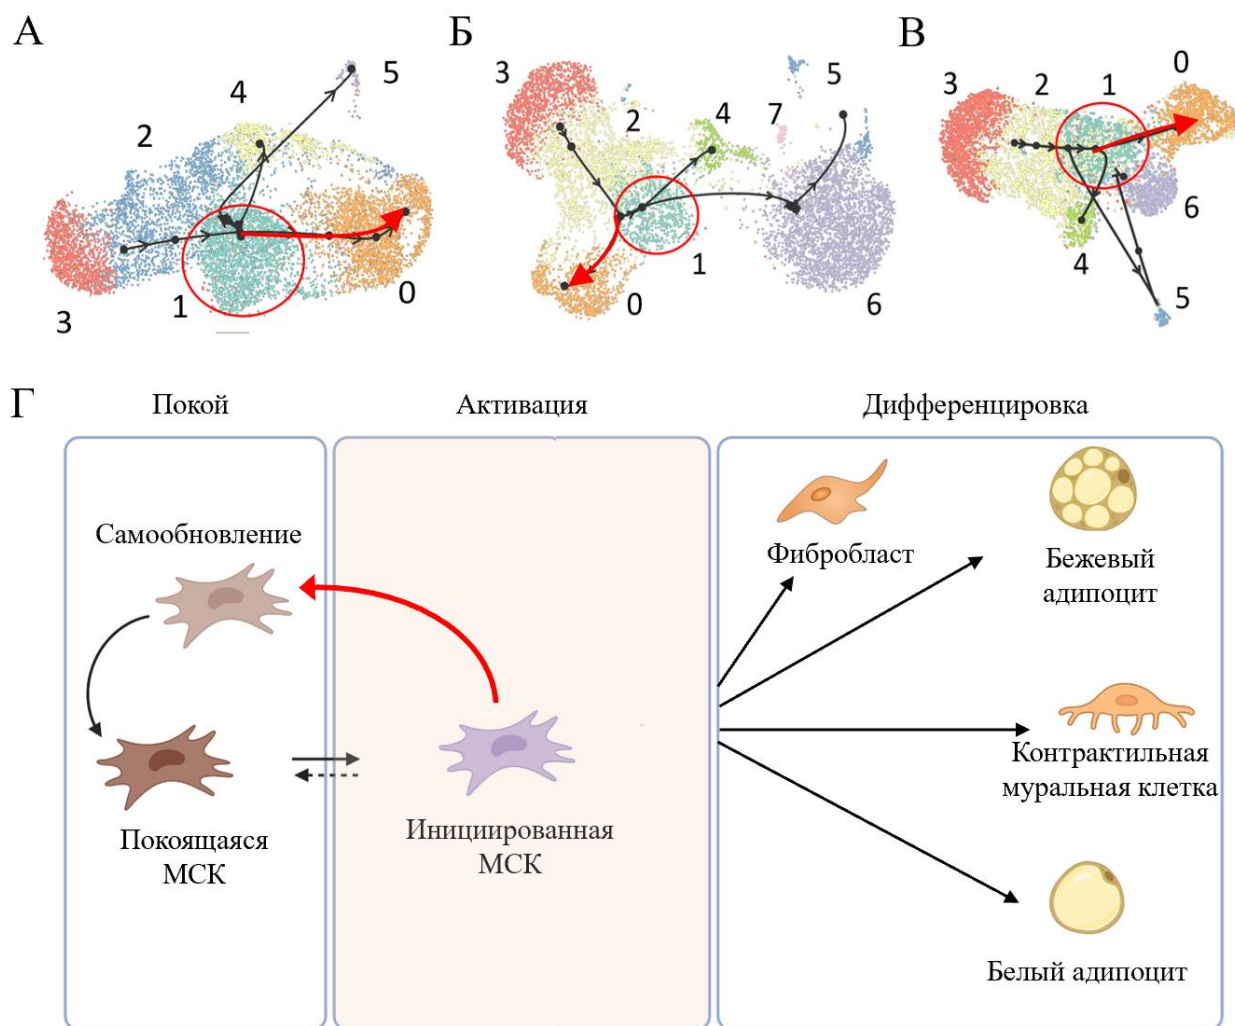 А
Б
В
3
2
4
5
1
0
3
2
4
7
5
1
0
6
3
2
1
0
4
6
5
Г
Покой
Активация
Дифференцировка
Самообновление
Покоящаяся
МСК
Инициированная
МСК
Фибробласт
Бежевый
адипоцит
Контрактильная
муральная клетка
Белый адипоцит